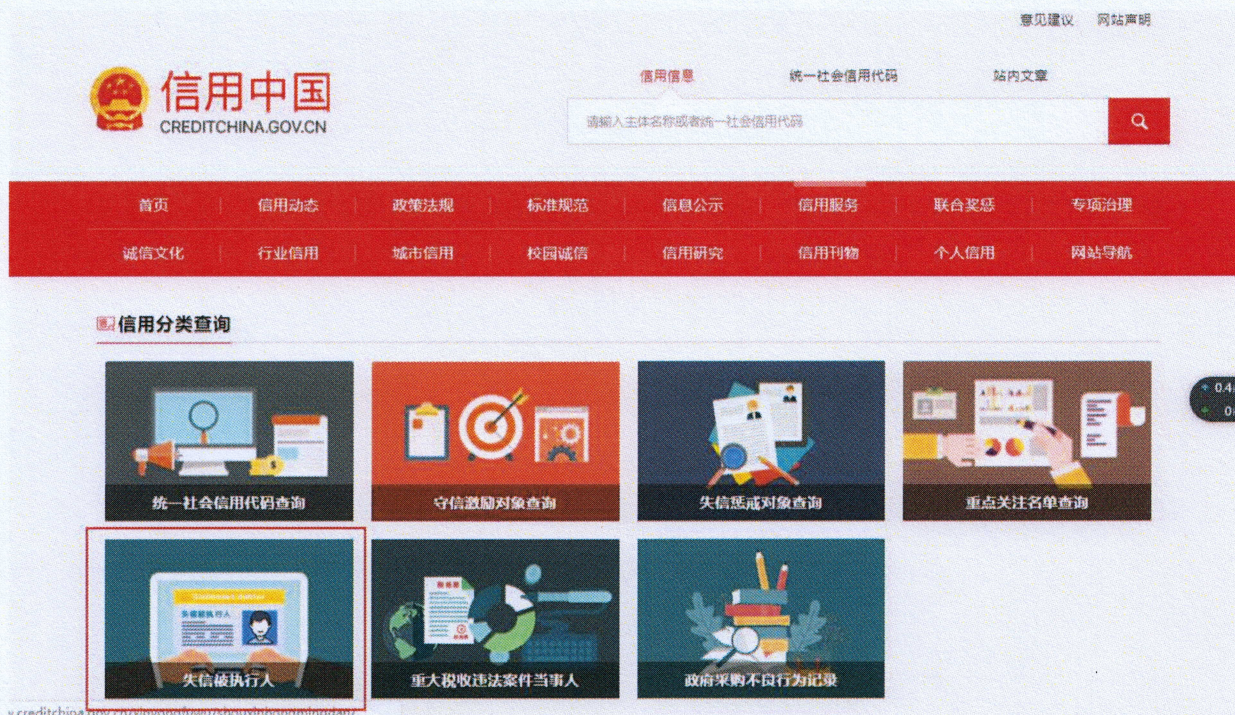 意见建议 网站声明
信用中国
CREDITCHINA.GOV.CN
信用信息 统一社会信用代码 站内文章
请输入主体名称或者统一社会信用代码
首页 信用动态 政策法规 标准规范 信息公示 信用服务 联合奖惩 专项治理
诚信文化 行业信用 城市信用 校园诚信 信用研究 信用刊物 个人信用 网站导航
信用分类查询
统一社会信用代码查询 守信激励对象查询 失信惩戒对象查询 重点关注名单查询
失信被执行人
失信被执行人 重大税收违法案件当事人 政府采购不良行为记录